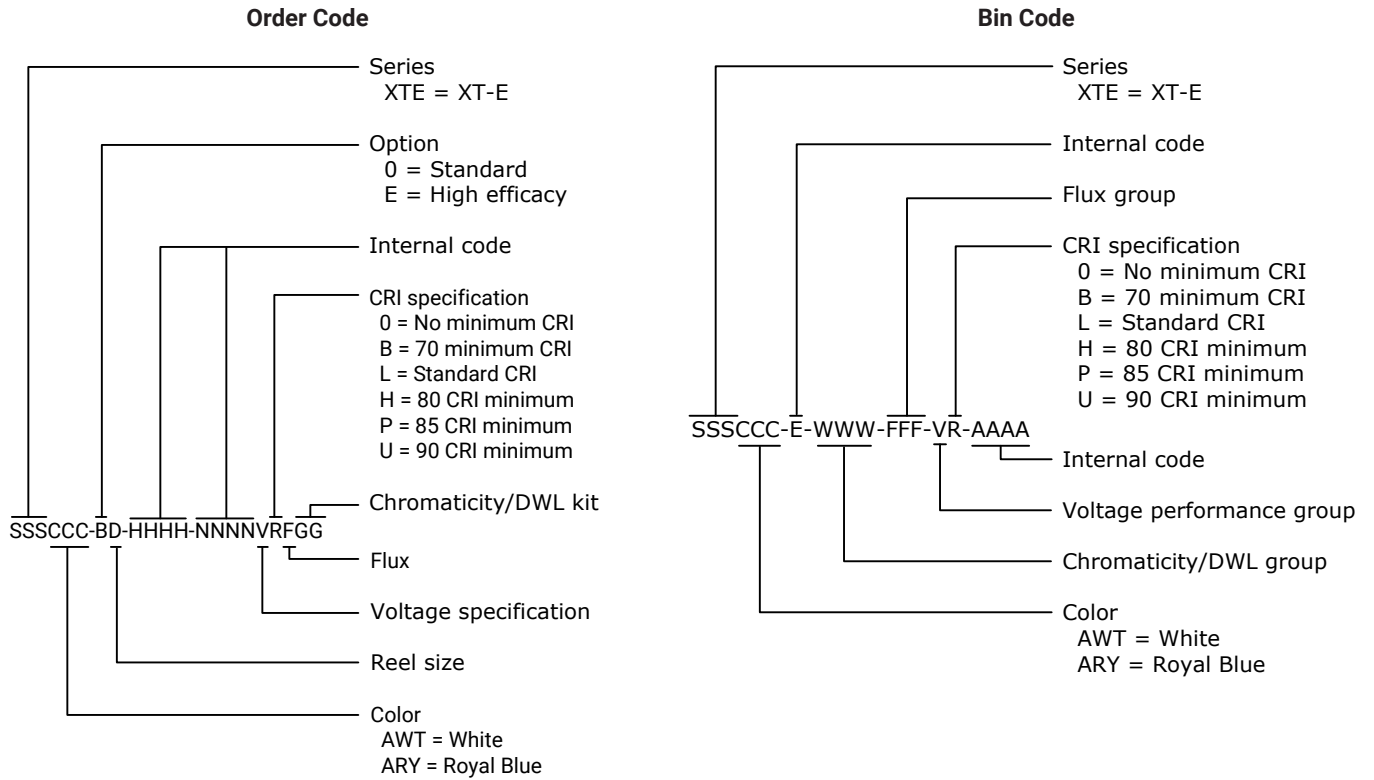 Order Code
Series
XTE = XT-E
Option
0 = Standard
E = High efficacy
Internal code
CRI specification
0 = No minimum CRI
B = 70 minimum CRI
L = Standard CRI
H = 80 CRI minimum
P = 85 CRI minimum
U = 90 CRI minimum
Chromaticity/DWL kit
SSSCCC-BD-HHHH-NNNNVRFGG
Flux
Voltage specification
Reel size
Color
AWT = White
ARY = Royal Blue
Bin Code
Series
XTE = XT-E
Internal code
Flux group
CRI specification
0 = No minimum CRI
B = 70 minimum CRI
L = Standard CRI
H = 80 CRI minimum
P = 85 CRI minimum
U = 90 CRI minimum
SSSCCC-E-WWW-FFF-VR-AAAA
Internal code
Voltage performance group
Chromaticity/DWL group
Color
AWT = White
ARY = Royal Blue